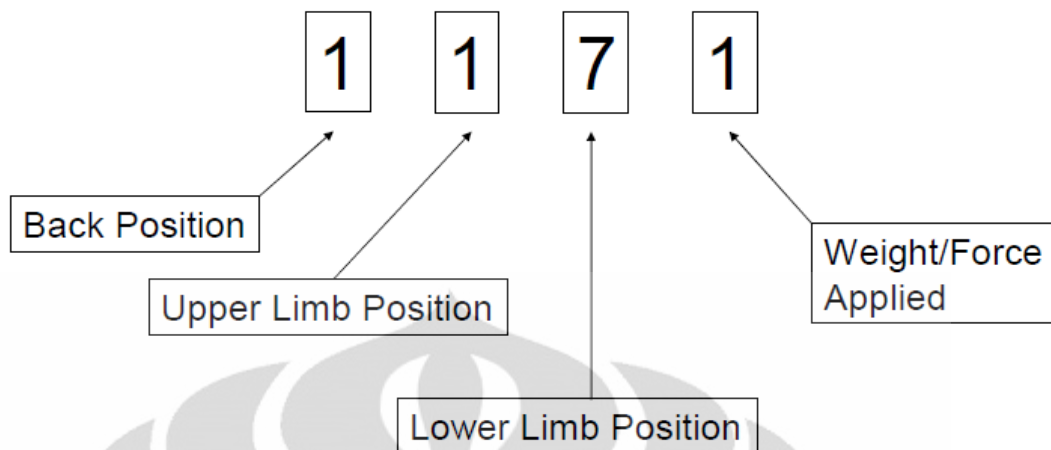 1 1 7 1
Back Position
Upper Limb Position
Weight/Force
Applied
Lower Limb Position